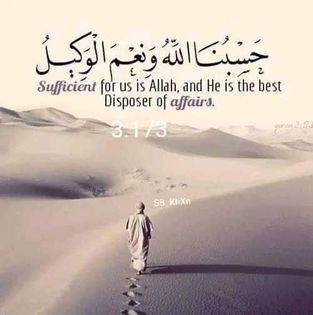 حَسْبُنَا اللَّهُ وَنِعْمَ الْوَكِيلُ
Sufficient for us is Allah, and He is the best
Disposer of affairs.
3:173
SB_KhXn